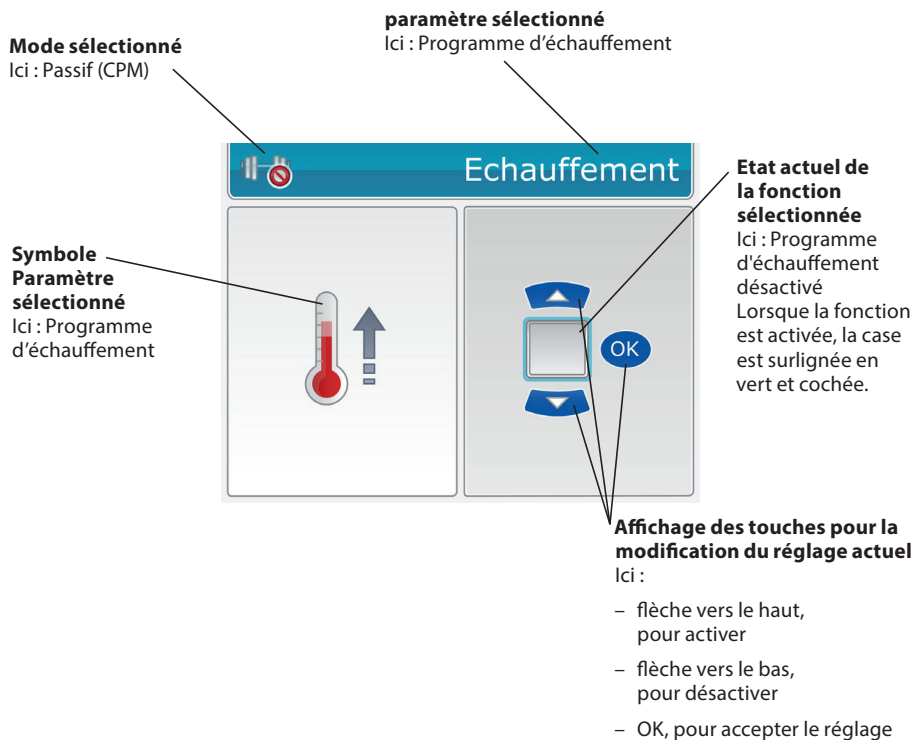 paramètre sélectionné
Ici : Programme d’échauffement
Mode sélectionné
Ici : Passif (CPM)
Echauffement
Etat actuel de
la fonction
sélectionnée
Ici : Programme
d'échauffement
désactivé
Lorsque la fonction
est activée, la case
est surlignée en
vert et cochée.
Symbole
Paramètre
sélectionné
Ici : Programme
d’échauffement
OK
Affichage des touches pour la
modification du réglage actuel
Ici :
– flèche vers le haut,
pour activer
– flèche vers le bas,
pour désactiver
– OK, pour accepter le réglage